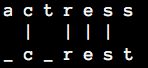 a c t r e s s
| | | |
_ c _ r e s t